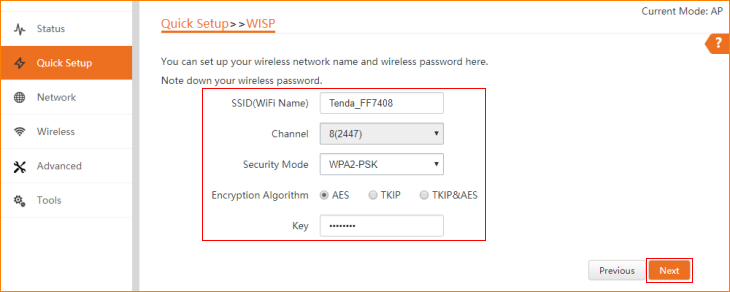 Current Mode: AP
Quick Setup>>WISP
?
Status
Quick Setup
Network
Wireless
Advanced
Tools
You can set up your wireless network name and wireless password here.
Note down your wireless password.
SSID(WiFi Name) Tenda_FF7408
Channel 8(2447)
Security Mode WPA2-PSK
Encryption Algorithm AES TKIP TKIP&AES
Key ••••••••
Previous Next